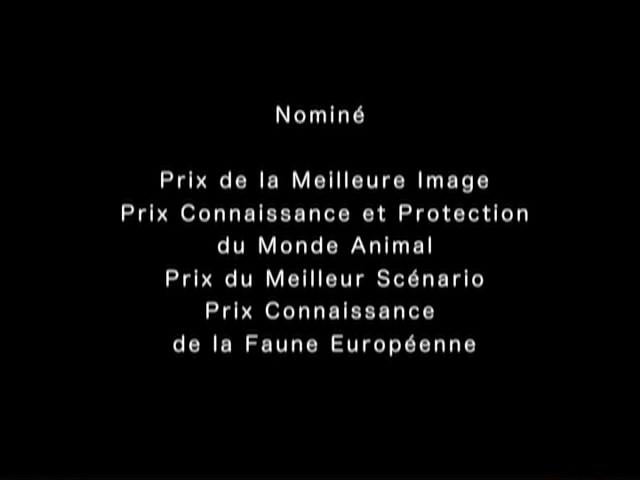 Nominé
Prix de la Meilleure Image
Prix Connaissance et Protection
du Monde Animal
Prix du Meilleur Scénario
Prix Connaissance
de la Faune Européenne